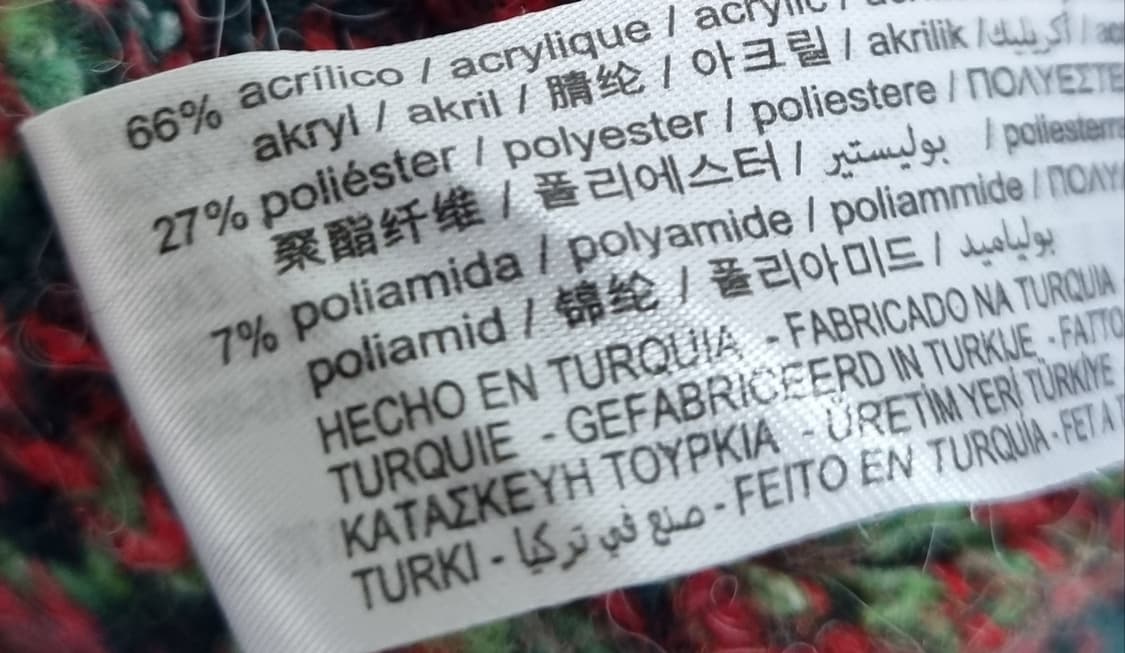 66% acrílico / acrylique / acrylic /
akryl / akril / 腈纶 / 아크릴 / akrilik / أكريليك /
27% poliéster / polyester / poliestere / ΠΟΛΥΕΣΤΕ
聚酯纤维 / 폴리에스터 / بوليستير / poliesterns
7% poliamida / polyamide / poliammide / ΠΟΛΥ
poliamid / 锦纶 / 폴리아미드 / بولياميد
HECHO EN TURQUÍA - FABRICADO NA TURQUIA
TURQUIE - GEFABRICEERD IN TURKIJE - FATTO
ΚΑΤΑΣΚΕΥΗ ΤΟΥΡΚΙΑ - ÜRETİM YERİ TÜRKİYE
TURKI - صنع في تركيا - FEITO EN TURQUÍA - FET A T